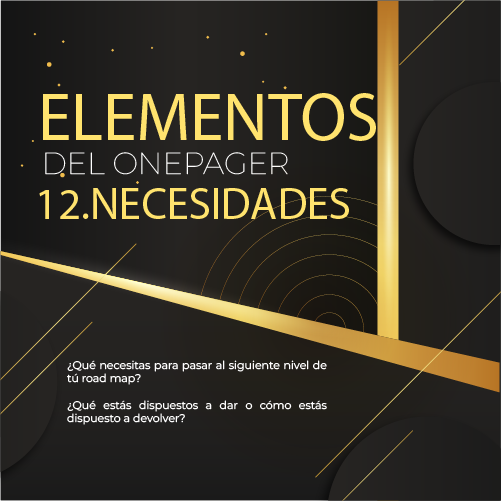 ELEMENTOS
DEL ONEPAGER
12.NECESIDADES
¿Qué necesitas para pasar al siguiente nivel de
tú road map?
¿Qué estás dispuestos a dar o cómo estás
dispuesto a devolver?